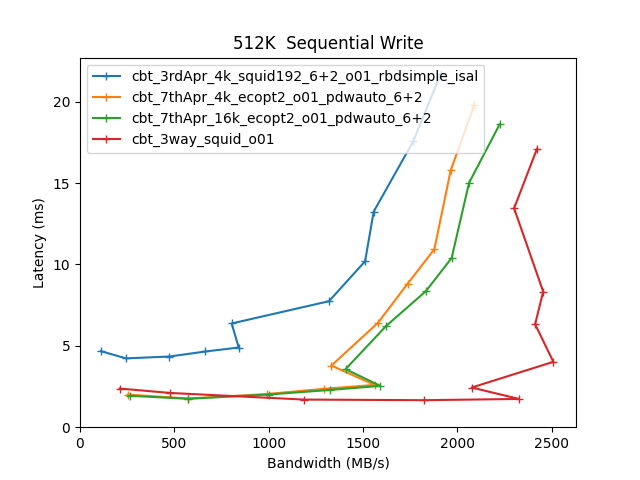 512K  Sequential Write
cbt_3rdApr_4k_squid192_6+2_o01_rbdsimple_isal
cbt_7thApr_4k_ecopt2_o01_pdwauto_6+2
cbt_7thApr_16k_ecopt2_o01_pdwauto_6+2
cbt_3way_squid_o01
20
15
10
5
0
Latency (ms)
0 500 1000 1500 2000 2500
Bandwidth (MB/s)